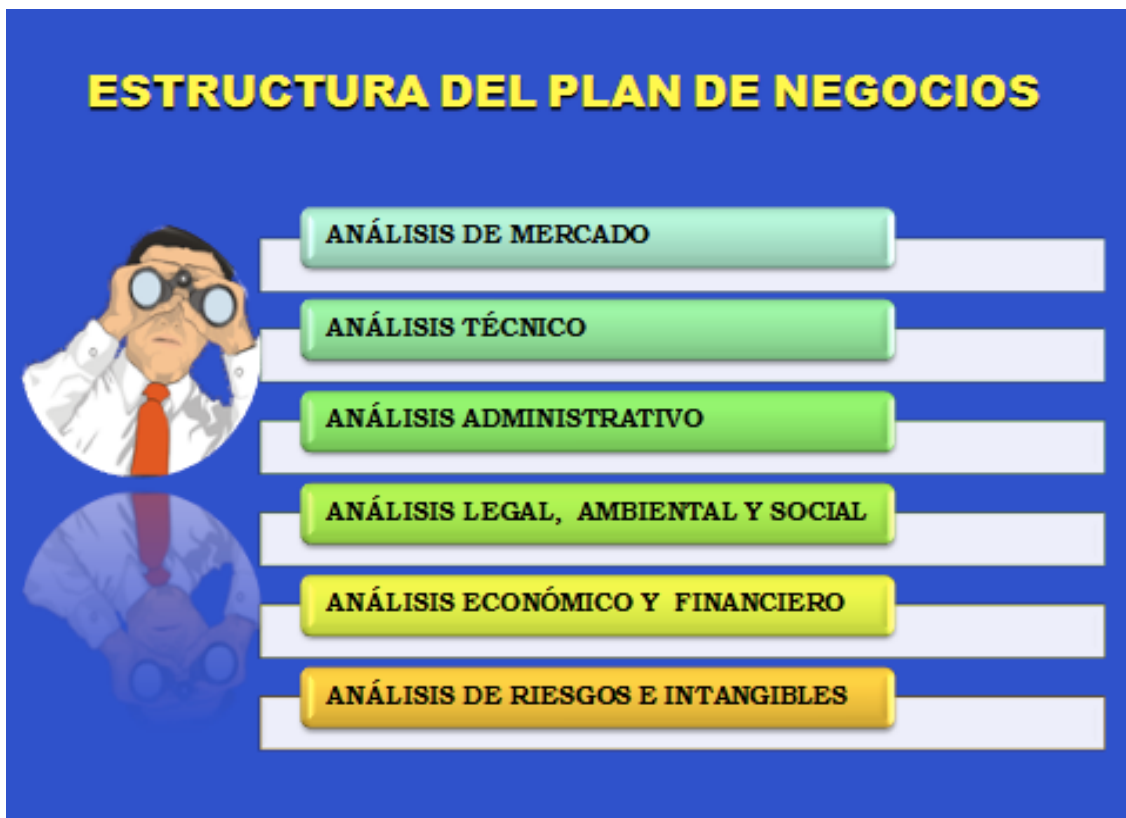 ESTRUCTURA DEL PLAN DE NEGOCIOS
ANÁLISIS DE MERCADO
ANÁLISIS TÉCNICO
ANÁLISIS ADMINISTRATIVO
ANÁLISIS LEGAL, AMBIENTAL Y SOCIAL
ANÁLISIS ECONÓMICO Y FINANCIERO
ANÁLISIS DE RIESGOS E INTANGIBLES